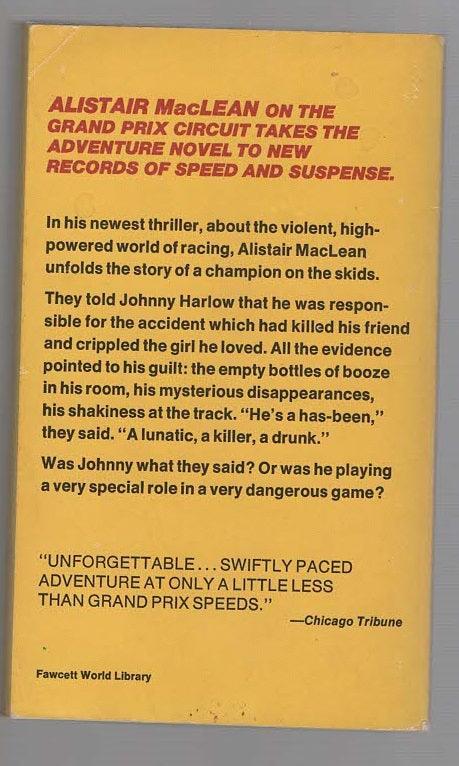 ALISTAIR MacLEAN ON THE
GRAND PRIX CIRCUIT TAKES THE
ADVENTURE NOVEL TO NEW
RECORDS OF SPEED AND SUSPENSE.
In his newest thriller, about the violent, high-
powered world of racing, Alistair MacLean
unfolds the story of a champion on the skids.
They told Johnny Harlow that he was respon-
sible for the accident which had killed his friend
and crippled the girl he loved. All the evidence
pointed to his guilt: the empty bottles of booze
in his room, his mysterious disappearances,
his shakiness at the track. “He’s a has-been,”
they said. “A lunatic, a killer, a drunk.”
Was Johnny what they said? Or was he playing
a very special role in a very dangerous game?
“UNFORGETTABLE... SWIFTLY PACED
ADVENTURE AT ONLY A LITTLE LESS
THAN GRAND PRIX SPEEDS.”
—Chicago Tribune
Fawcett World Library